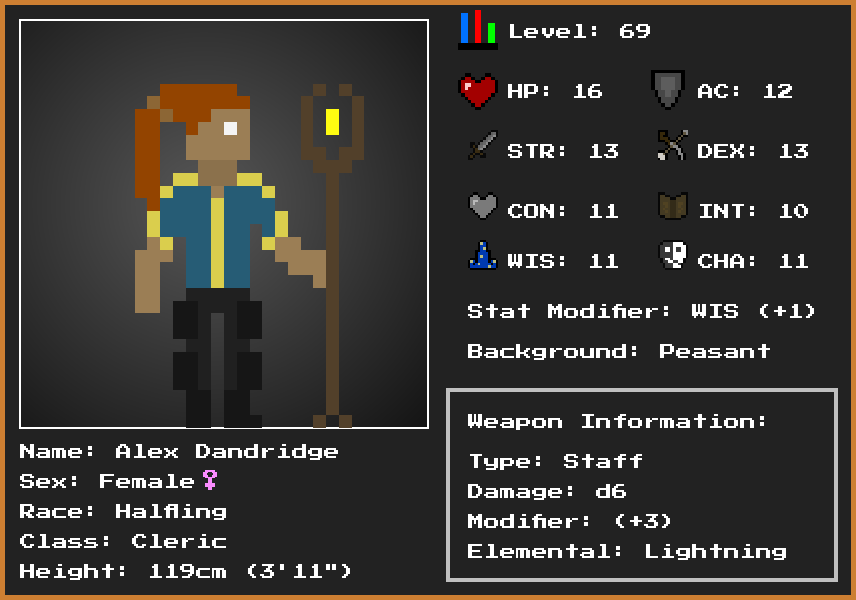 Level: 69
HP: 16 AC: 12
STR: 13 DEX: 13
CON: 11 INT: 10
WIS: 11 CHA: 11
Stat Modifier: WIS (+1)
Background: Peasant
Weapon Information:
Type: Staff
Damage: d6
Modifier: (+3)
Elemental: Lightning
Name: Alex Dandridge
Sex: Female♀
Race: Halfling
Class: Cleric
Height: 119cm (3'11")